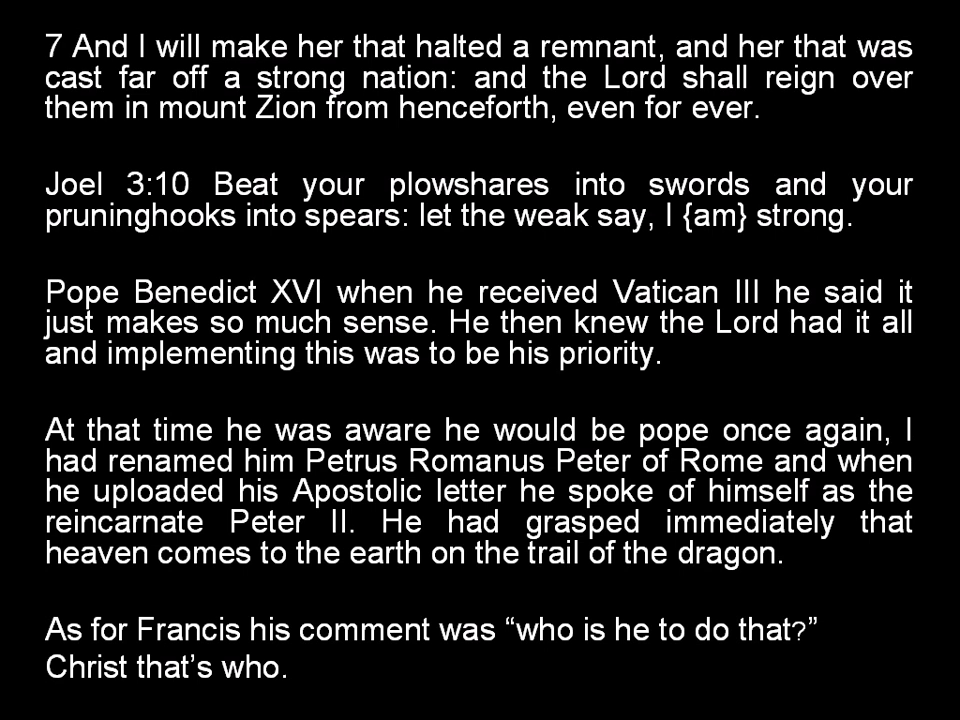 7 And I will make her that halted a remnant, and her that was
cast far off a strong nation: and the Lord shall reign over
them in mount Zion from henceforth, even for ever.
Joel 3:10 Beat your plowshares into swords and your
pruninghooks into spears: let the weak say, I {am} strong.
Pope Benedict XVI when he received Vatican III he said it
just makes so much sense. He then knew the Lord had it all
and implementing this was to be his priority.
At that time he was aware he would be pope once again, I
had renamed him Petrus Romanus Peter of Rome and when
he uploaded his Apostolic letter he spoke of himself as the
reincarnate Peter II. He had grasped immediately that
heaven comes to the earth on the trail of the dragon.
As for Francis his comment was “who is he to do that?”
Christ that’s who.